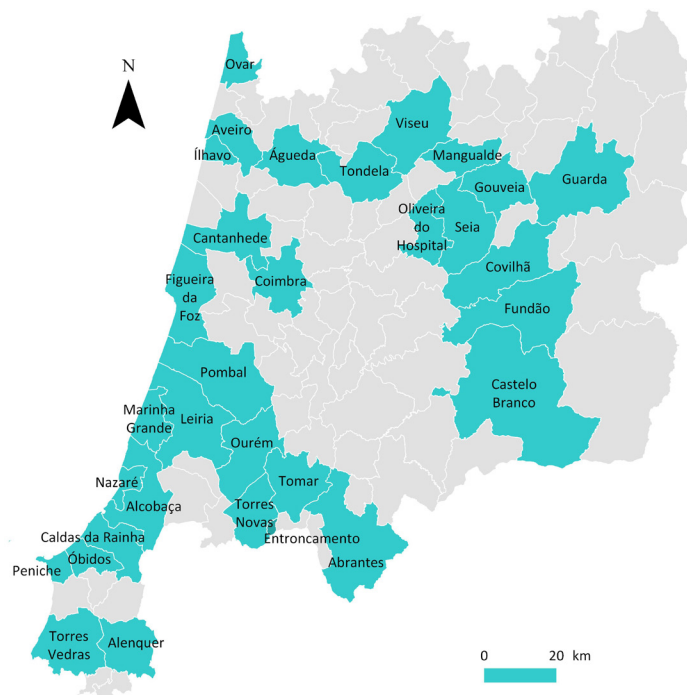 N
Ovar
Viseu
Aveiro
Ílhavo
Águeda
Tondela
Mangualde
Gouveia
Guarda
Oliveira
do
Hospital
Seia
Cantanhede
Covilhã
Figueira
da
Foz
Coimbra
Fundão
Pombal
Castelo
Branco
Marinha
Grande
Leiria
Ourém
Nazaré
Tomar
Alcobaça
Torres
Novas
Caldas da Rainha
Entroncamento
Óbidos
Peniche
Abrantes
Torres
Vedras
Alenquer
0 20 km